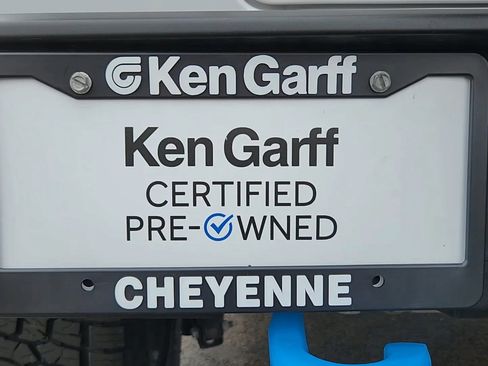 Ken Garff
Ken Garff
CERTIFIED
PRE-OWNED
CHEYENNE